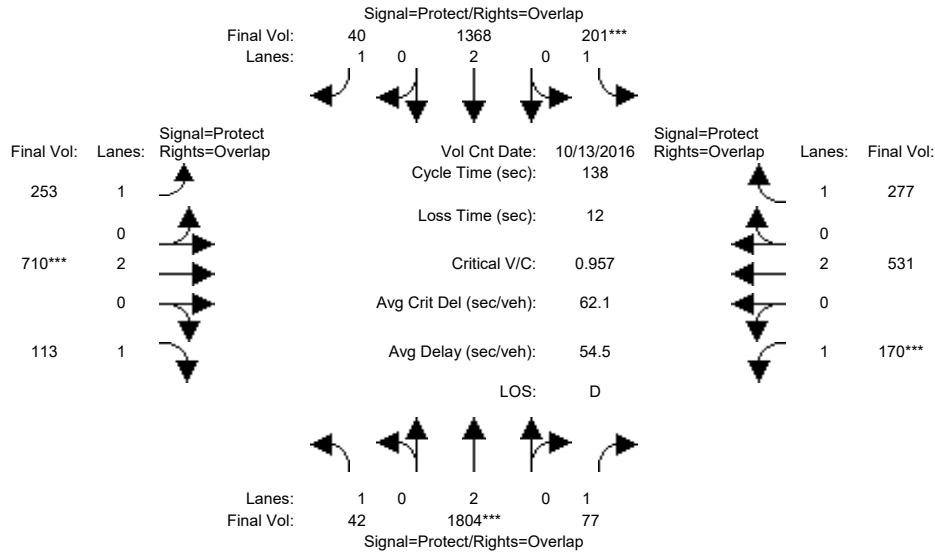 Signal=Protect/Rights=Overlap
Final Vol: 40 1368 201***
Lanes: 1 0 2 0 1
Signal=Protect Signal=Protect
Final Vol: Lanes: Rights=Overlap Vol Cnt Date: 10/13/2016 Rights=Overlap Lanes: Final Vol:
Cycle Time (sec): 138
253 1 1 277
Loss Time (sec): 12
0 0
710*** 2 Critical V/C: 0.957 2 531
0 Avg Crit Del (sec/veh): 62.1 0
113 1 Avg Delay (sec/veh): 54.5 1 170***
LOS: D
Lanes: 1 0 2 0 1
Final Vol: 42 1804*** 77
Signal=Protect/Rights=Overlap